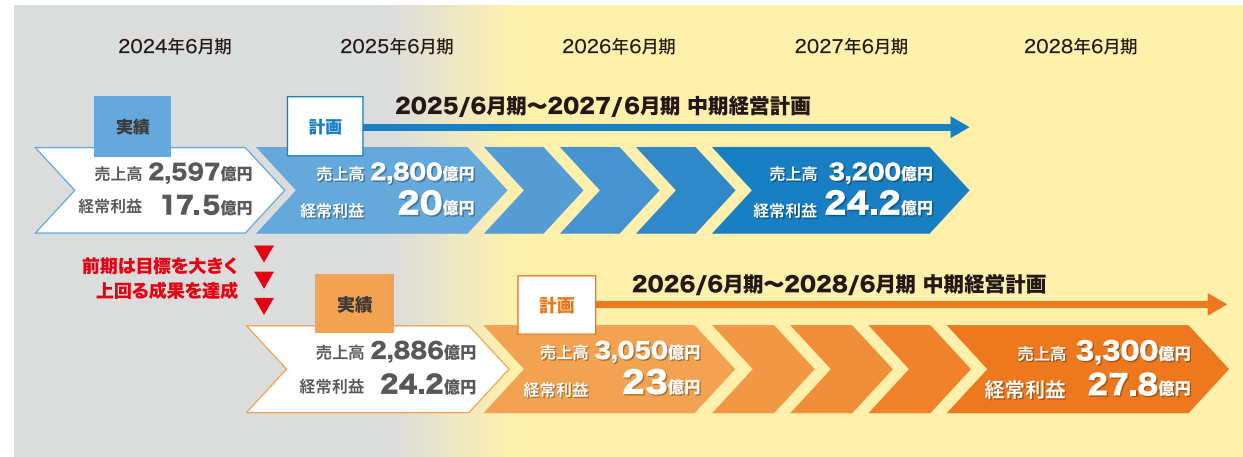 2024年6月期
2025年6月期
2026年6月期
2027年6月期
2028年6月期
2025/6月期～2027/6月期 中期経営計画
実績
計画
売上高 2,597億円
経常利益 17.5億円
売上高 2,800億円
経常利益 20億円
売上高 3,200億円
経常利益 24.2億円
前期は目標を大きく
上回る成果を達成
2026/6月期～2028/6月期 中期経営計画
実績
計画
売上高 2,886億円
経常利益 24.2億円
売上高 3,050億円
経常利益 23億円
売上高 3,300億円
経常利益 27.8億円